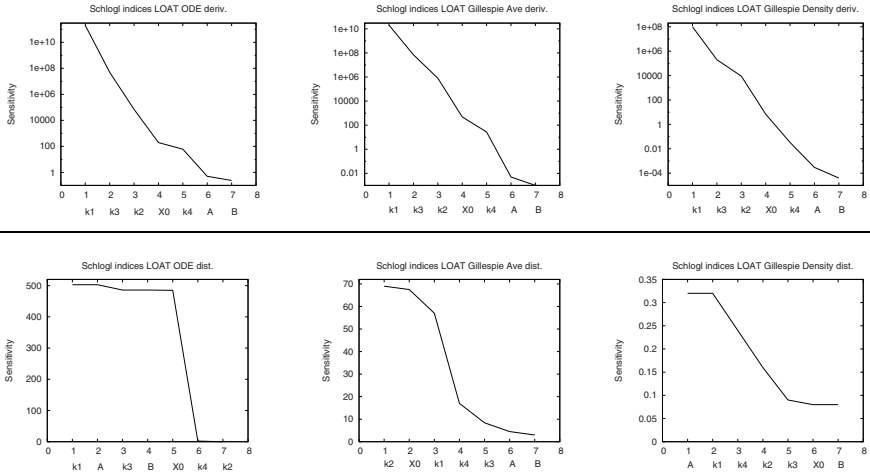 Schlogl indices LOAT ODE deriv.
Sensitivity
1e+10
1e+08
1e+06
10000
100
1
0 1 2 3 4 5 6 7 8
k1 k3 k2 X0 k4 A B
Schlogl indices LOAT Gillespie Ave deriv.
Sensitivity
1e+10
1e+08
1e+06
10000
100
1
0.01
0 1 2 3 4 5 6 7 8
k1 k3 k2 X0 k4 A B
Schlogl indices LOAT Gillespie Density deriv.
Sensitivity
1e+08
1e+06
10000
100
1
0.01
1e-04
0 1 2 3 4 5 6 7 8
k1 k3 k2 X0 k4 A B
Schlogl indices LOAT ODE dist.
Sensitivity
500
400
300
200
100
0
0 1 2 3 4 5 6 7 8
k1 A k3 B X0 k4 k2
Schlogl indices LOAT Gillespie Ave dist.
Sensitivity
70
60
50
40
30
20
10
0
0 1 2 3 4 5 6 7 8
k2 X0 k1 k4 k3 A B
Schlogl indices LOAT Gillespie Density dist.
Sensitivity
0.35
0.3
0.25
0.2
0.15
0.1
0.05
0
0 1 2 3 4 5 6 7 8
A k1 k4 k2 k3 X0 B